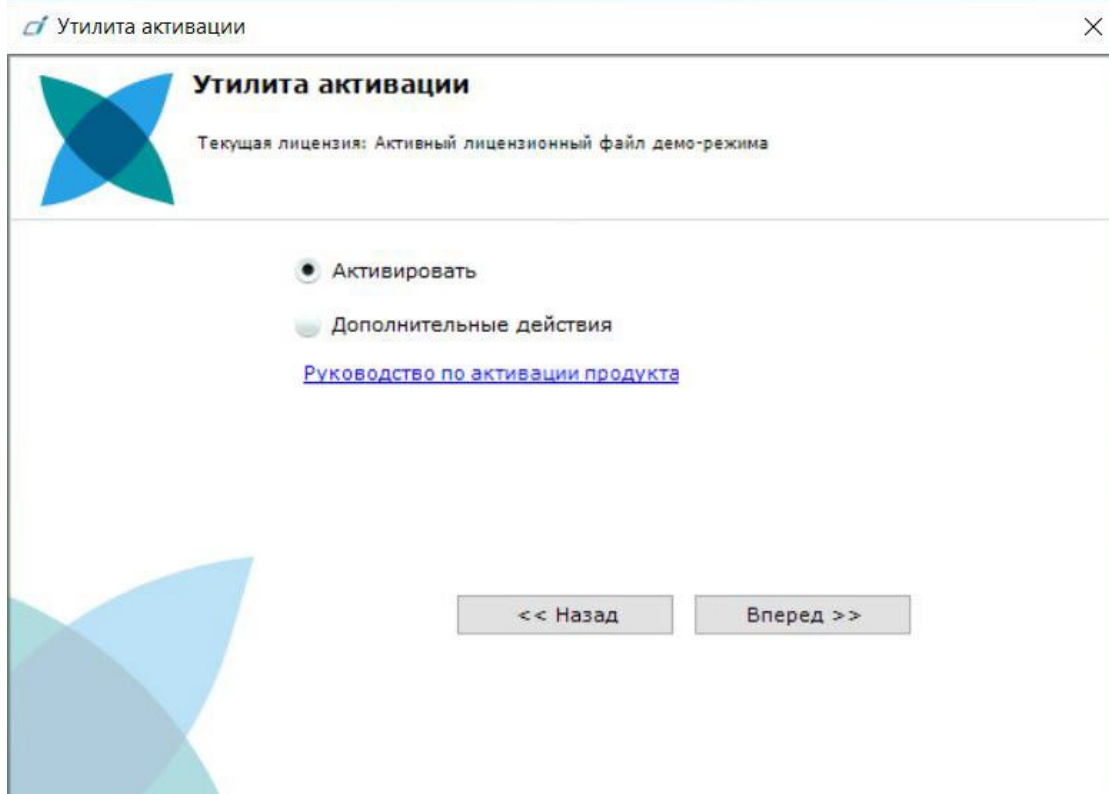 Утилита активации
Утилита активации
Текущая лицензия: Активный лицензионный файл демо-режима
Активировать
Дополнительные действия
Руководство по активации продукта
<< Назад
Вперед >>